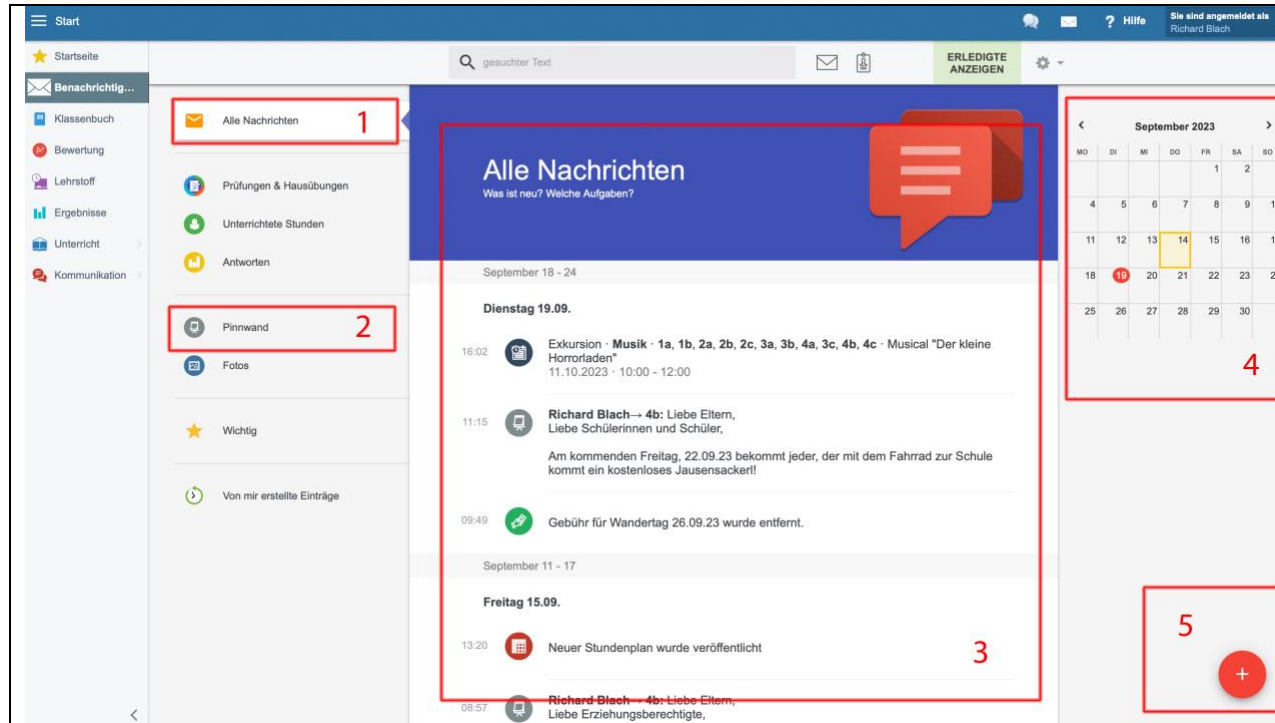 Start
Hilfe
Sie sind angemeldet als
Richard Blach
Startseite
Benachrichtig...
Klassenbuch
Bewertung
Lehrstoff
Ergebnisse
Unterricht
Kommunikation
gesuchter Text
ERLEDIGTE
ANZEIGEN
Alle Nachrichten
1
Prüfungen & Hausübungen
Unterrichtete Stunden
Antworten
Pinnwand
2
Fotos
Wichtig
Von mir erstellte Einträge
Alle Nachrichten
Was ist neu? Welche Aufgaben?
September 18 - 24
Dienstag 19.09.
16:02
Exkursion · Musik · 1a, 1b, 2a, 2b, 2c, 3a, 3b, 4a, 3c, 4b, 4c · Musical "Der kleine
Horrorladen"
11.10.2023 · 10:00 - 12:00
11:15
Richard Blach→ 4b: Liebe Eltern,
Liebe Schülerinnen und Schüler,
Am kommenden Freitag, 22.09.23 bekommt jeder, der mit dem Fahrrad zur Schule
kommt ein kostenloses Jausensackerl!
09:49
Gebühr für Wandertag 26.09.23 wurde entfernt.
September 11 - 17
Freitag 15.09.
13:20
Neuer Stundenplan wurde veröffentlicht
3
08:57
Richard Blach→ 4b: Liebe Eltern,
Liebe Erziehungsberechtigte,
September 2023
MO DI MI DO FR SA SO
1 2
4 5 6 7 8 9
11 12 13 14 15 16
18 19 20 21 22 23
25 26 27 28 29 30
4
5